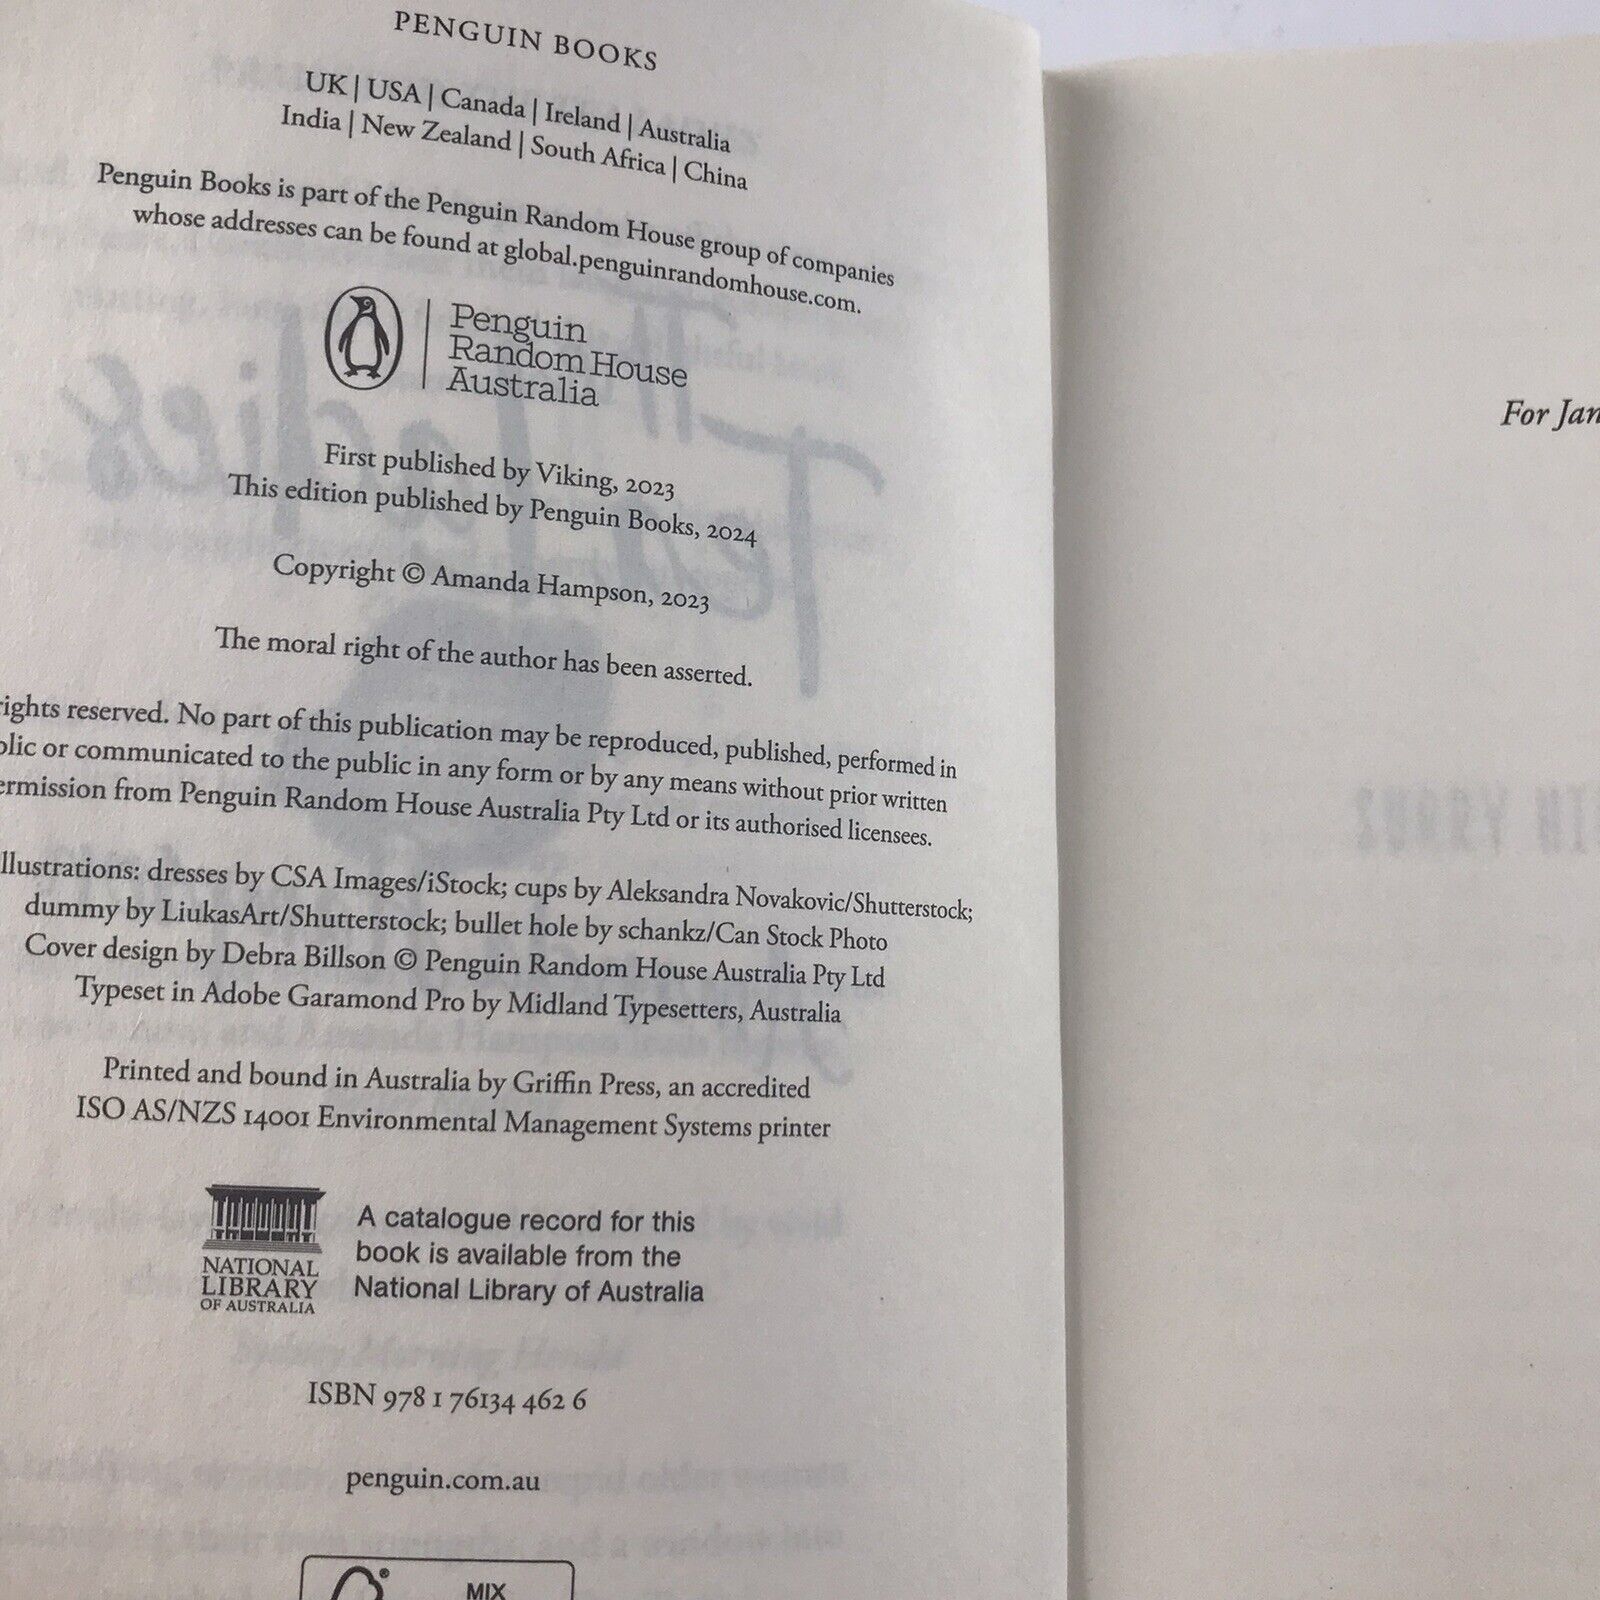 PENGUIN BOOKS
UK | USA | Canada | Ireland | Australia
India | New Zealand | South Africa | China
Penguin Books is part of the Penguin Random House group of companies
whose addresses can be found at global.penguinrandomhouse.com.
Penguin
Random House
Australia
First published by Viking, 2023
This edition published by Penguin Books, 2024
Copyright © Amanda Hampson, 2023
The moral right of the author has been asserted.
rights reserved. No part of this publication may be reproduced, published, performed in
blic or communicated to the public in any form or by any means without prior written
ermission from Penguin Random House Australia Pty Ltd or its authorised licensees.
llustrations: dresses by CSA Images/iStock; cups by Aleksandra Novakovic/Shutterstock;
dummy by LiukasArt/Shutterstock; bullet hole by schankz/Can Stock Photo
Cover design by Debra Billson © Penguin Random House Australia Pty Ltd
Typeset in Adobe Garamond Pro by Midland Typesetters, Australia
Printed and bound in Australia by Griffin Press, an accredited
ISO AS/NZS 14001 Environmental Management Systems printer
NATIONAL
LIBRARY
OF AUSTRALIA
A catalogue record for this
book is available from the
National Library of Australia
ISBN 978 1 76134 462 6
penguin.com.au
MIX
For Jan